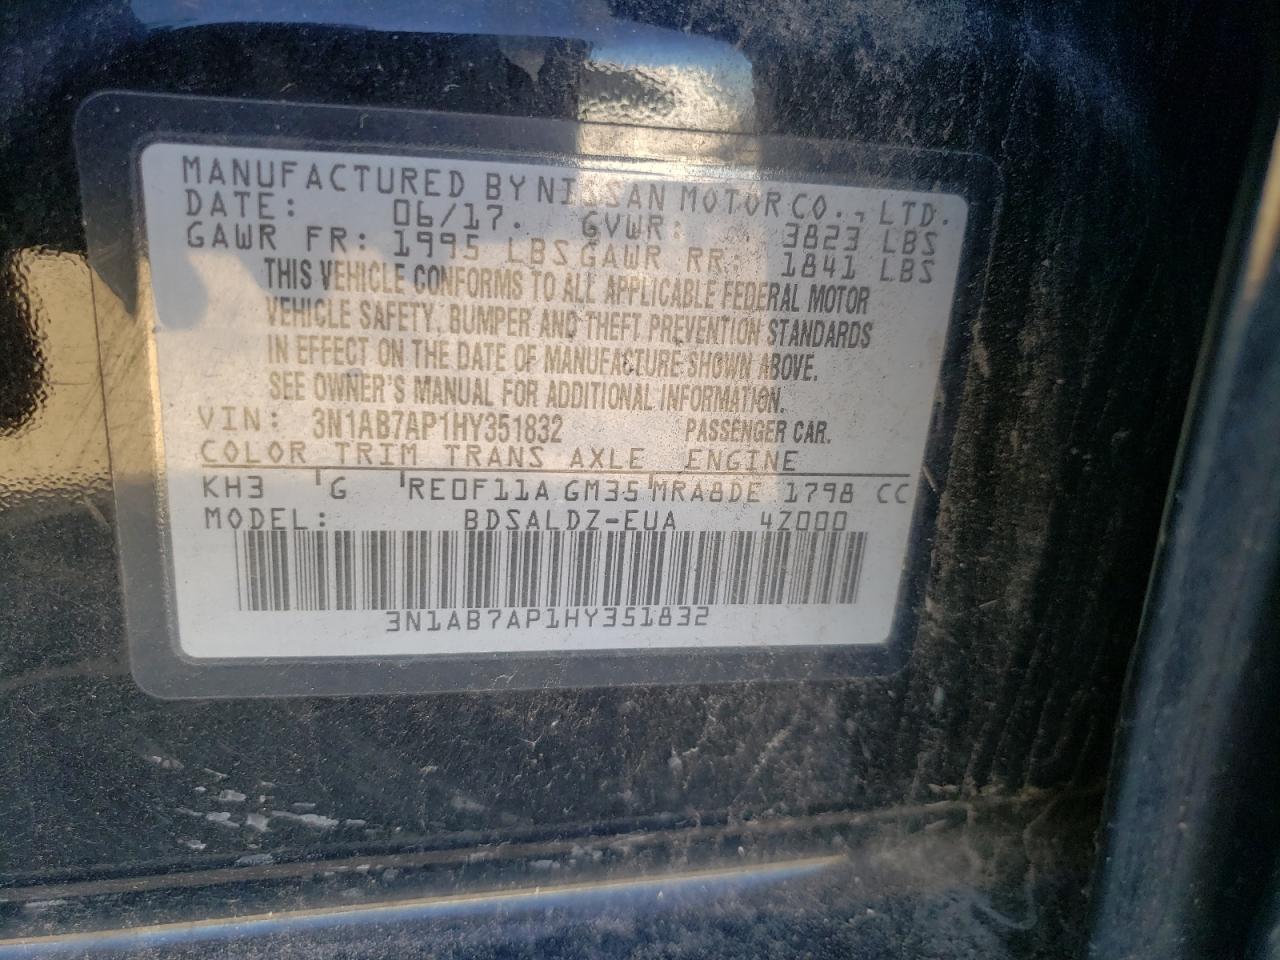 MANUFACTURED BY NISSAN MOTOR CO., LTD.
DATE: 06/17. GVWR: 3823 LBS
GAWR FR: 1995 LBS GAWR RR: 1841 LBS
THIS VEHICLE CONFORMS TO ALL APPLICABLE FEDERAL MOTOR
VEHICLE SAFETY, BUMPER AND THEFT PREVENTION STANDARDS
IN EFFECT ON THE DATE OF MANUFACTURE SHOWN ABOVE.
SEE OWNER'S MANUAL FOR ADDITIONAL INFORMATION.
VIN: 3N1AB7AP1HY351832 PASSENGER CAR.
COLOR TRIM TRANS AXLE ENGINE
KH3 G RE0F11A GM35 MRA8DE 1798 CC
MODEL: BDSALDZ-EUA 4Z000
3N1AB7AP1HY351832